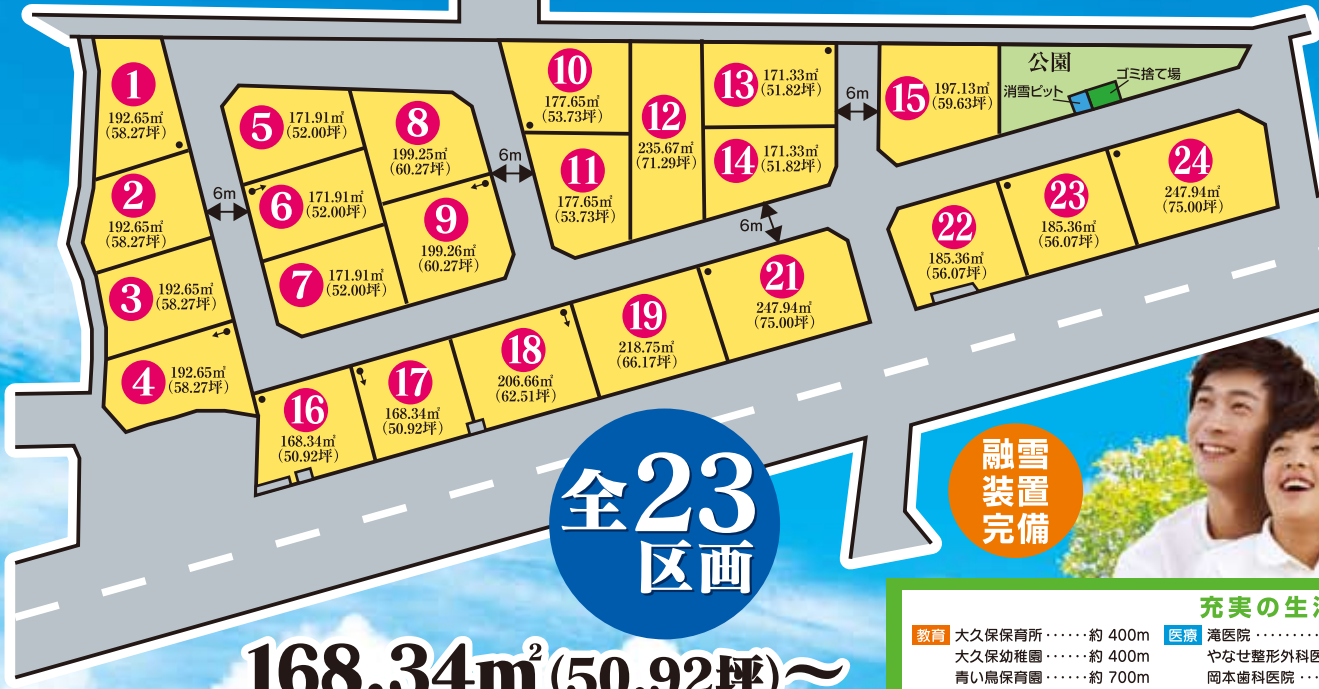 1
192.65㎡
(58.27坪)
2
192.65㎡
(58.27坪)
3
192.65㎡
(58.27坪)
4
192.65㎡
(58.27坪)
6m
5
171.91㎡
(52.00坪)
6
171.91㎡
(52.00坪)
7
171.91㎡
(52.00坪)
8
199.25㎡
(60.27坪)
9
199.26㎡
(60.27坪)
6m
10
177.65㎡
(53.73坪)
11
177.65㎡
(53.73坪)
12
235.67㎡
(71.29坪)
13
171.33㎡
(51.82坪)
14
171.33㎡
(51.82坪)
6m
6m
15
197.13㎡
(59.63坪)
公園
消雪ピット
ゴミ捨て場
16
168.34㎡
(50.92坪)
17
168.34㎡
(50.92坪)
18
206.66㎡
(62.51坪)
19
218.75㎡
(66.17坪)
21
247.94㎡
(75.00坪)
22
185.36㎡
(56.07坪)
23
185.36㎡
(56.07坪)
24
247.94㎡
(75.00坪)
全23
区画
融雪
装置
完備
168.34㎡(50.92坪)〜
充実の生
教育 大久保保育所……約 400m
大久保幼稚園……約 400m
青い鳥保育園……約 700m
医療 滝医院………
やなせ整形外科医
岡本歯科医院…